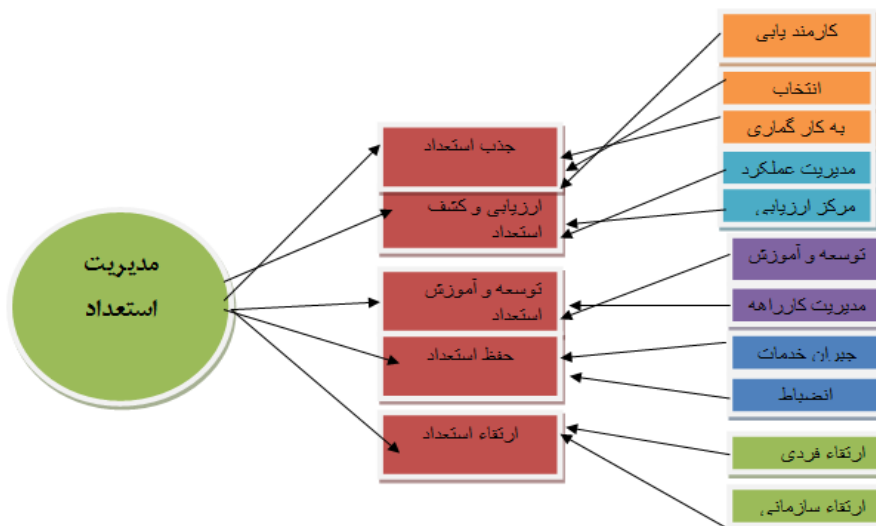 مدیریت
استعداد
جذب استعداد
ارزیابی و کشف
استعداد
توسعه و آموزش
استعداد
حفظ استعداد
ارتقاء استعداد
کارمند یابی
انتخاب
به کار گماری
مدیریت عملکرد
مرکز ارزیابی
توسعه و آموزش
مدیریت کارراهه
جبران خدمات
انضباط
ارتقاء فردی
ارتقاء سازمانی